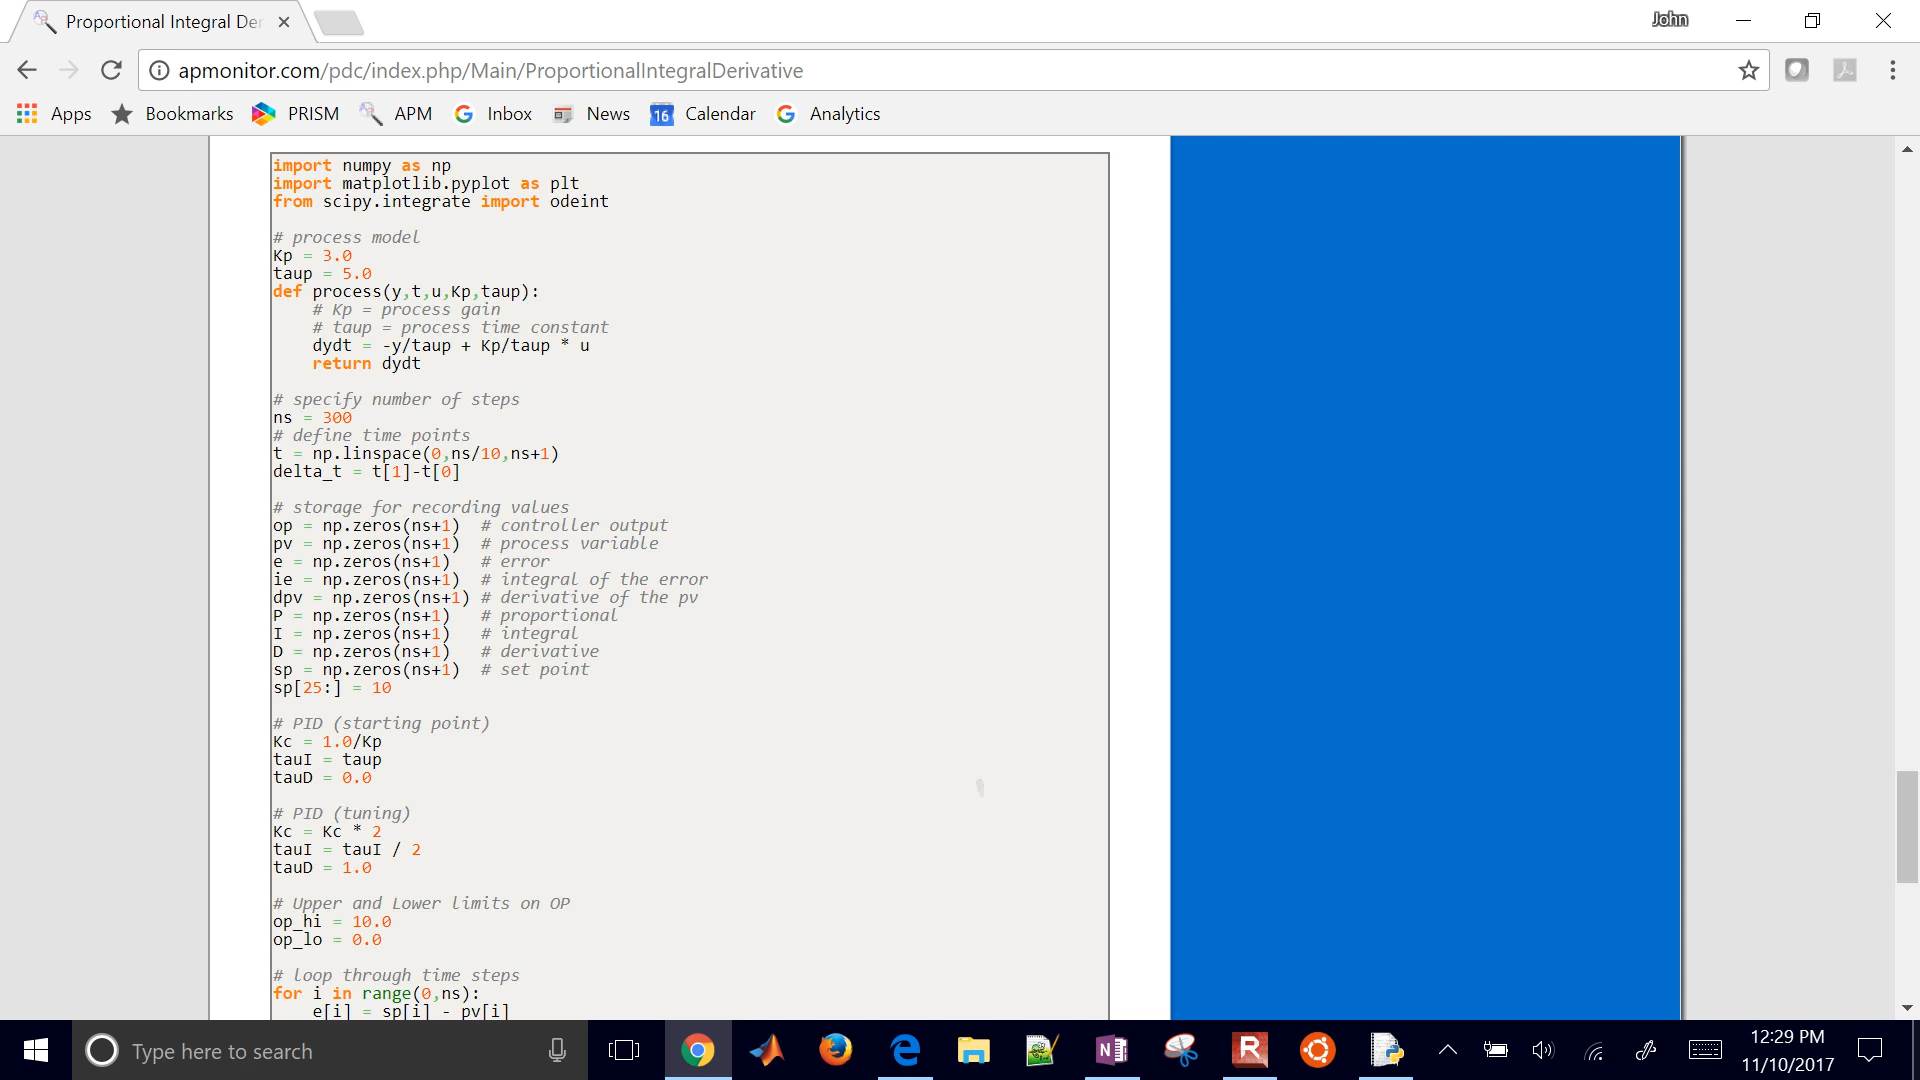 Proportional Integral Der
John
apmonitor.com/pdc/index.php/Main/ProportionalIntegralDerivative
Apps Bookmarks PRISM APM Inbox News 16 Calendar Analytics
import numpy as np
import matplotlib.pyplot as plt
from scipy.integrate import odeint
# process model
Kp = 3.0
taup = 5.0
def process(y,t,u,Kp,taup):
# Kp = process gain
# taup = process time constant
dydt = -y/taup + Kp/taup * u
return dydt
# specify number of steps
ns = 300
# define time points
t = np.linspace(0,ns/10,ns+1)
delta_t = t[1]-t[0]
# storage for recording values
op = np.zeros(ns+1) # controller output
pv = np.zeros(ns+1) # process variable
e = np.zeros(ns+1) # error
ie = np.zeros(ns+1) # integral of the error
dpv = np.zeros(ns+1) # derivative of the pv
P = np.zeros(ns+1) # proportional
I = np.zeros(ns+1) # integral
D = np.zeros(ns+1) # derivative
sp = np.zeros(ns+1) # set point
sp[25:] = 10
# PID (starting point)
Kc = 1.0/Kp
tauI = taup
tauD = 0.0
# PID (tuning)
Kc = Kc * 2
tauI = tauI / 2
tauD = 1.0
# Upper and Lower limits on OP
op_hi = 10.0
op_lo = 0.0
# loop through time steps
for i in range(0,ns):
e[i] = sp[i] - pv[i]
Type here to search
N
R
12:29 PM
11/10/2017